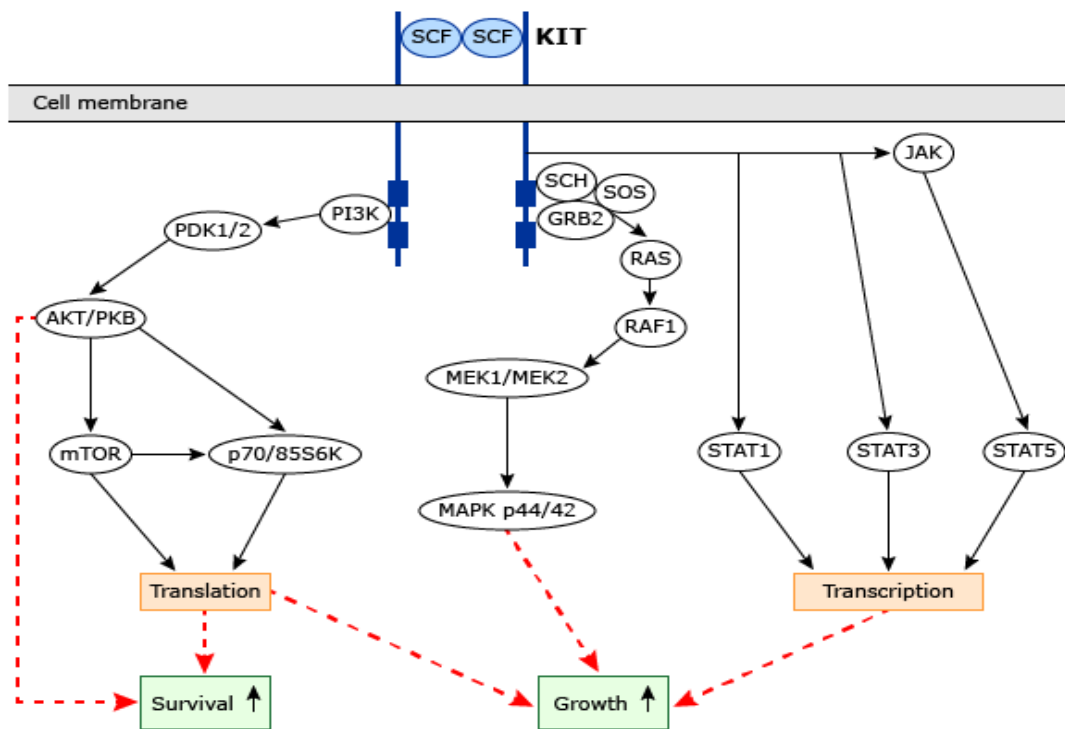 SCF SCF KIT
Cell membrane
JAK
SCH
SOS
PI3K
GRB2
PDK1/2
RAS
AKT/PKB
RAF1
MEK1/MEK2
mTOR
p70/85S6K
STAT1
STAT3
STAT5
MAPK p44/42
Translation
Transcription
Survival
Growth